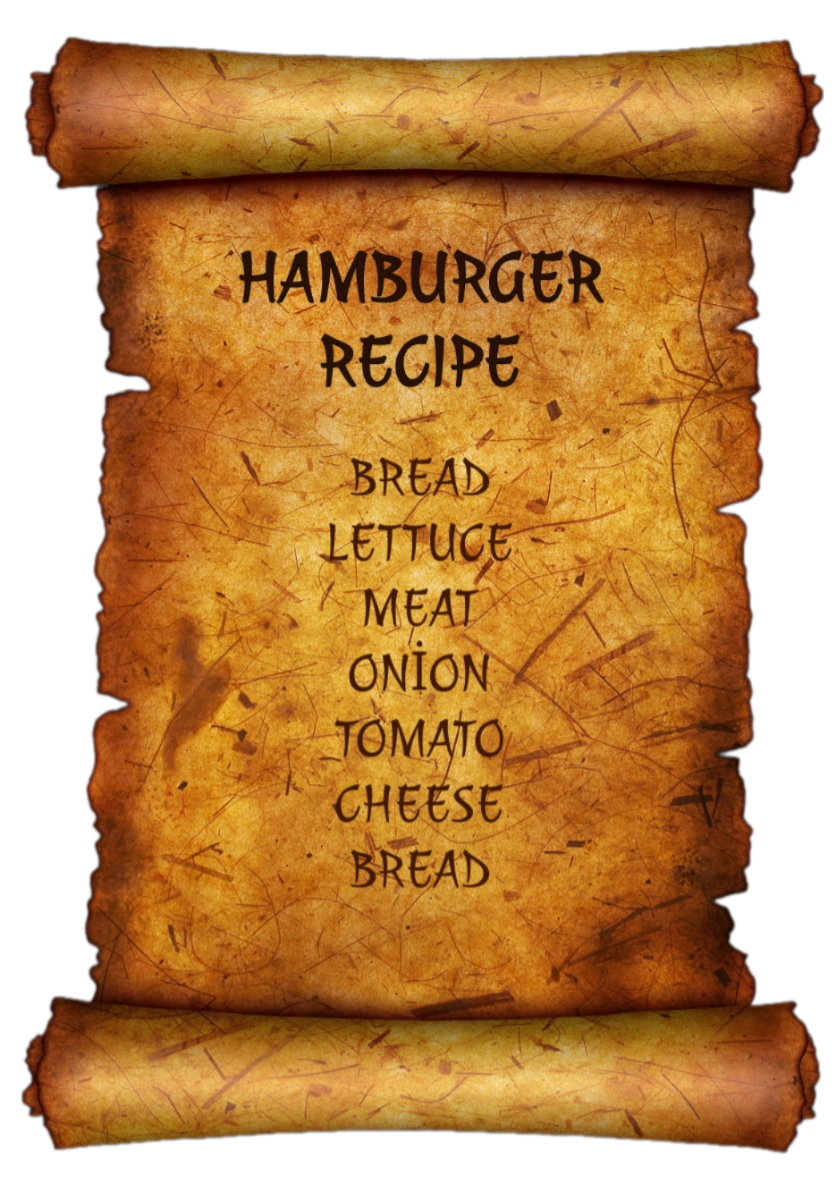 HAMBURGER
RECIPE
BREAD
LETTUCE
MEAT
ONİON
TOMATO
CHEESE
BREAD